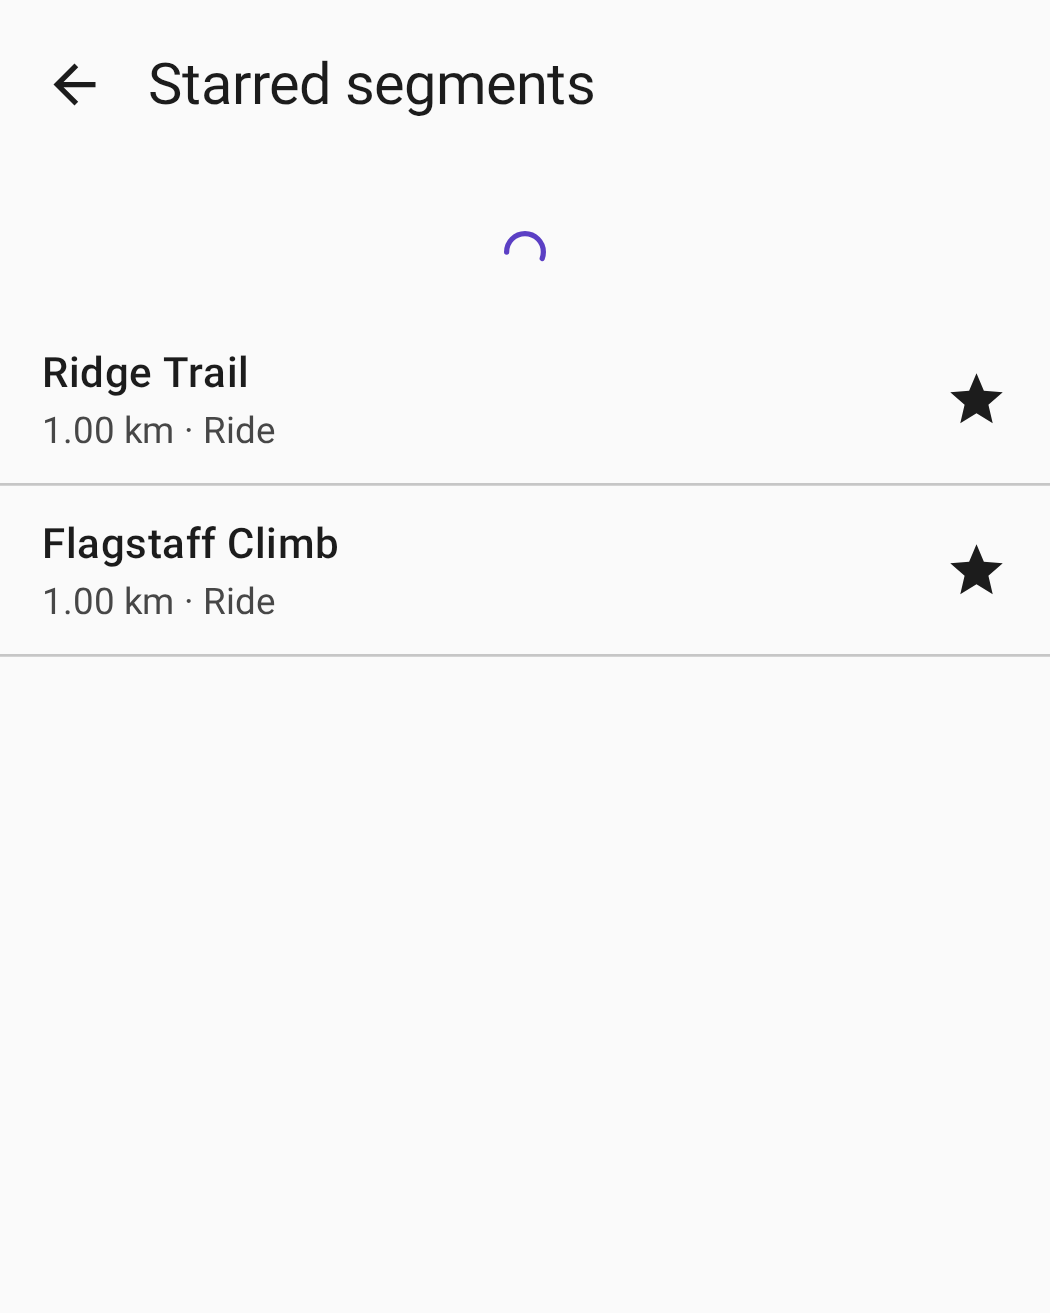 Starred segments
Ridge Trail
1.00 km · Ride
Flagstaff Climb
1.00 km · Ride